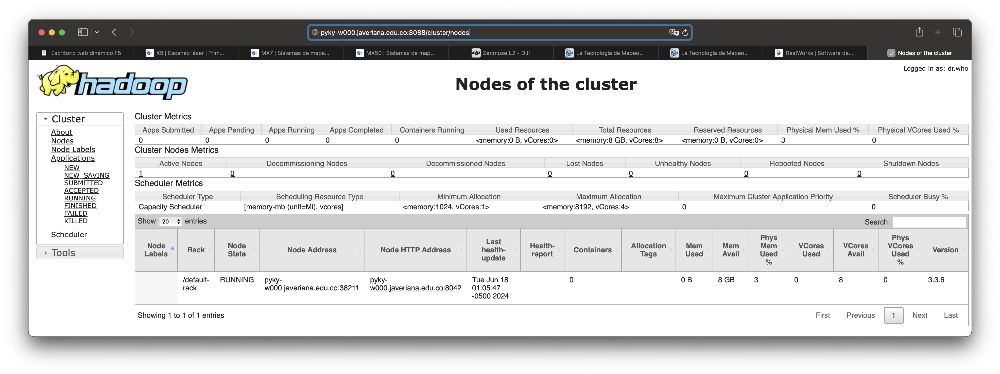 pyky-w000.javeriana.edu.co:8088/cluster/nodes
Escritorio web dinámico F5
X9 | Escaneo láser | Trim...
MX7 | Sistemas de mape...
MX50 | Sistemas de map...
Zenmuse L2 - DJI
La Tecnología de Mapeo...
La Tecnología de Mapeo...
RealWorks | Software de...
J Nodes of the cluster
hadoop
Nodes of the cluster
Logged in as: dr.who
Cluster
About
Nodes
Node Labels
Applications
NEW
NEW_SAVING
SUBMITTED
ACCEPTED
RUNNING
FINISHED
FAILED
KILLED
Scheduler
Tools
Cluster Metrics
Apps Submitted Apps Pending Apps Running Apps Completed Containers Running Used Resources Total Resources Reserved Resources Physical Mem Used % Physical VCores Used %
0 0 0 0 0 <memory:0 B, vCores:0> <memory:8 GB, vCores:8> <memory:0 B, vCores:0> 3 0
Cluster Nodes Metrics
Active Nodes Decommissioning Nodes Decommissioned Nodes Lost Nodes Unhealthy Nodes Rebooted Nodes Shutdown Nodes
1 0 0 0 0 0 0
Scheduler Metrics
Scheduler Type Scheduling Resource Type Minimum Allocation Maximum Allocation Maximum Cluster Application Priority Scheduler Busy %
Capacity Scheduler [memory-mb (unit=Mi), vcores] <memory:1024, vCores:1> <memory:8192, vCores:4> 0 0
Show 20 entries Search:
Node Labels
Rack
Node State
Node Address
Node HTTP Address
Last health-update
Health-report
Containers
Allocation Tags
Mem Used
Mem Avail
Phys Mem Used %
VCores Used
VCores Avail
Phys VCores Used %
Version
/default-rack
RUNNING
pyky-w000.javeriana.edu.co:38211
pyky-w000.javeriana.edu.co:8042
Tue Jun 18 01:05:47 -0500 2024
0
0 B
8 GB
3
0
8
0
3.3.6
Showing 1 to 1 of 1 entries
First Previous 1 Next Last